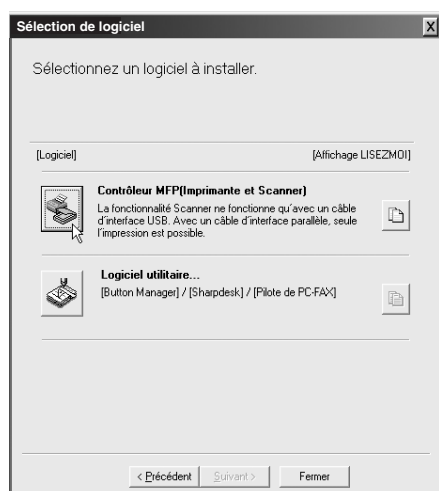 Sélection de logiciel
X
Sélectionnez un logiciel à installer.
[Logiciel] [Affichage LISEZMOI]
Contrôleur MFP(Imprimante et Scanner)
La fonctionnalité Scanner ne fonctionne qu'avec un câble
d'interface USB. Avec un câble d'interface parallèle, seule
l'impression est possible.
Logiciel utilitaire...
[Button Manager] / [Sharpdesk] / [Pilote de PC-FAX]
< Précédent Suivant > Fermer